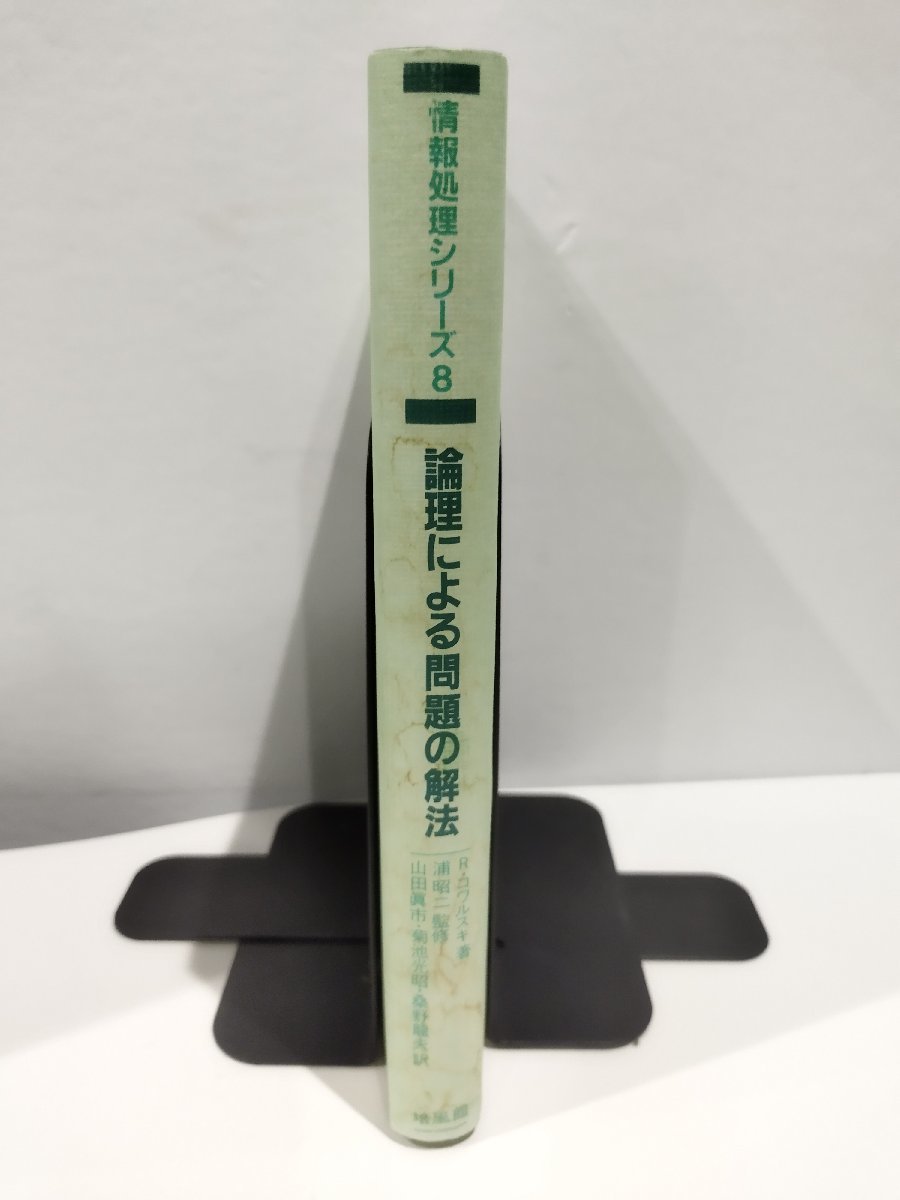 情報処理シリーズ8
論理による問題の解法
R・コワルスキ 著
浦 昭二 監修
山田眞市・菊池光昭・桑野龍夫 訳
培風館